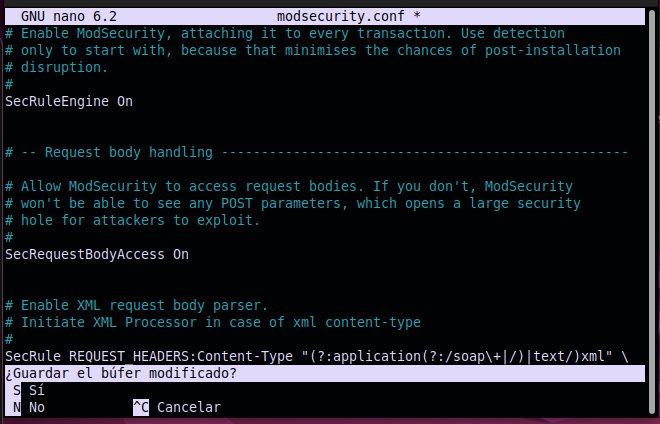 GNU nano 6.2 modsecurity.conf *
# Enable ModSecurity, attaching it to every transaction. Use detection
# only to start with, because that minimises the chances of post-installation
# disruption.
#
SecRuleEngine On
# -- Request body handling ---------------------------------------------------
# Allow ModSecurity to access request bodies. If you don't, ModSecurity
# won't be able to see any POST parameters, which opens a large security
# hole for attackers to exploit.
#
SecRequestBodyAccess On
# Enable XML request body parser.
# Initiate XML Processor in case of xml content-type
#
SecRule REQUEST_HEADERS:Content-Type "(?:application(?:/soap\+|/)|text/)xml" \
¿Guardar el búfer modificado?
S Sí
N No ^C Cancelar